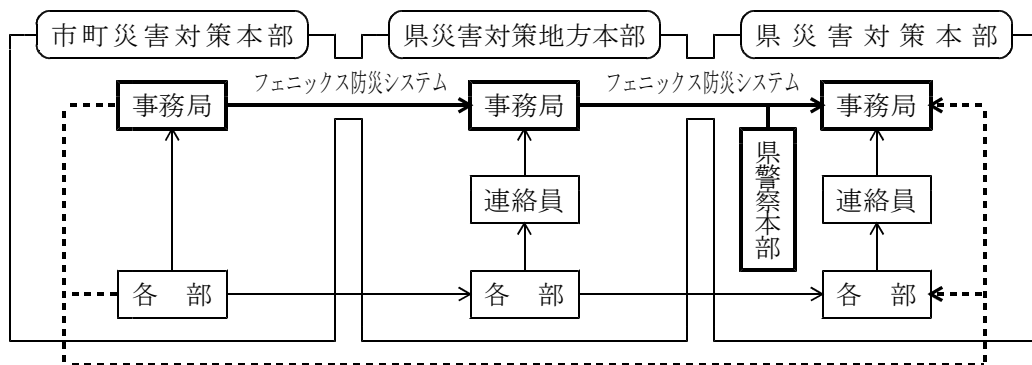 市町災害対策本部
県災害対策地方本部
県災害対策本部
フェニックス防災システム
フェニックス防災システム
事務局
事務局
事務局
県警察本部
連絡員
連絡員
各 部
各 部
各 部